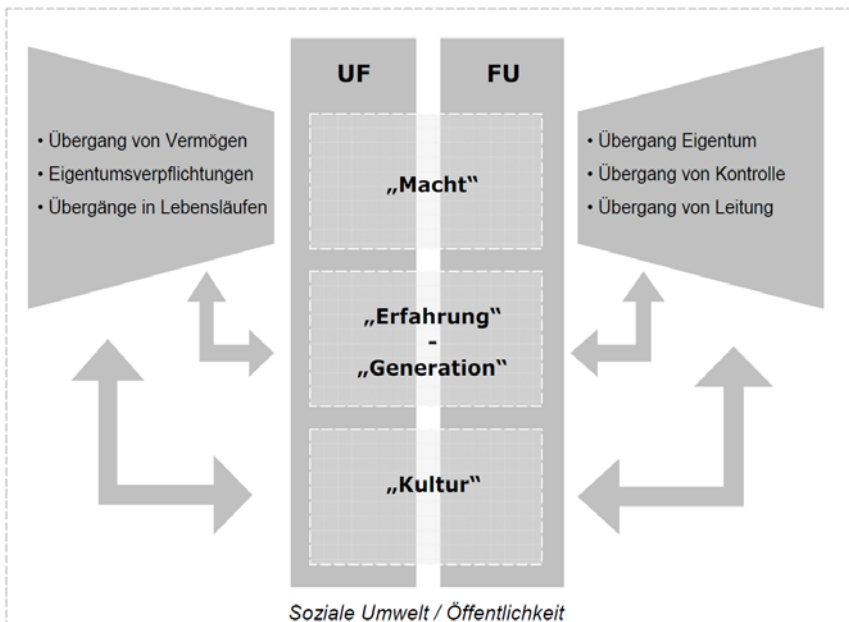 UF
FU
• Übergang von Vermögen
• Eigentumsverpflichtungen
• Übergänge in Lebensläufen
„Macht“
• Übergang Eigentum
• Übergang von Kontrolle
• Übergang von Leitung
„Erfahrung“
-
„Generation“
„Kultur“
Soziale Umwelt / Öffentlichkeit